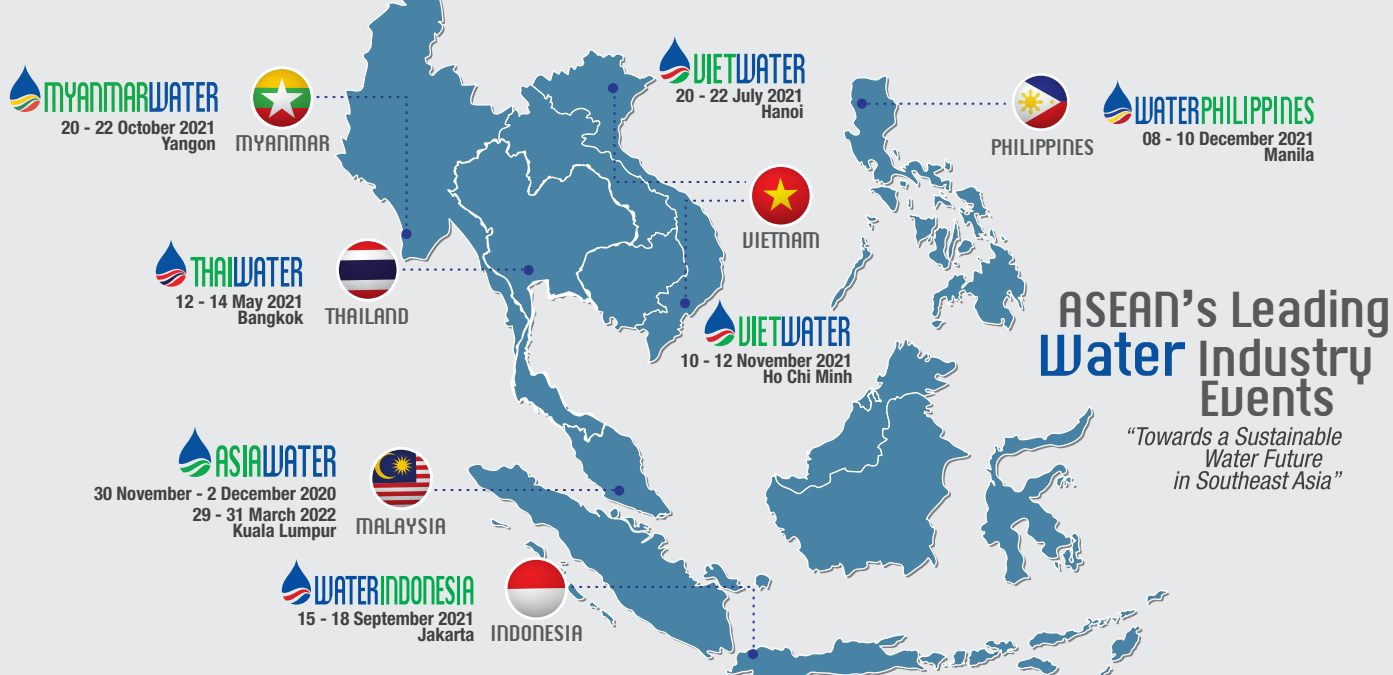 MYANMARWATER
20 - 22 October 2021
Yangon
MYANMAR
VIETWATER
20 - 22 July 2021
Hanoi
PHILIPPINES
WATERPHILIPPINES
08 - 10 December 2021
Manila
VIETNAM
THAIWATER
12 - 14 May 2021
Bangkok
THAILAND
VIETWATER
10 - 12 November 2021
Ho Chi Minh
ASEAN's Leading
Water Industry
Events
“Towards a Sustainable
Water Future
in Southeast Asia”
ASIAWATER
30 November - 2 December 2020
29 - 31 March 2022
Kuala Lumpur
MALAYSIA
WATERINDONESIA
15 - 18 September 2021
Jakarta
INDONESIA